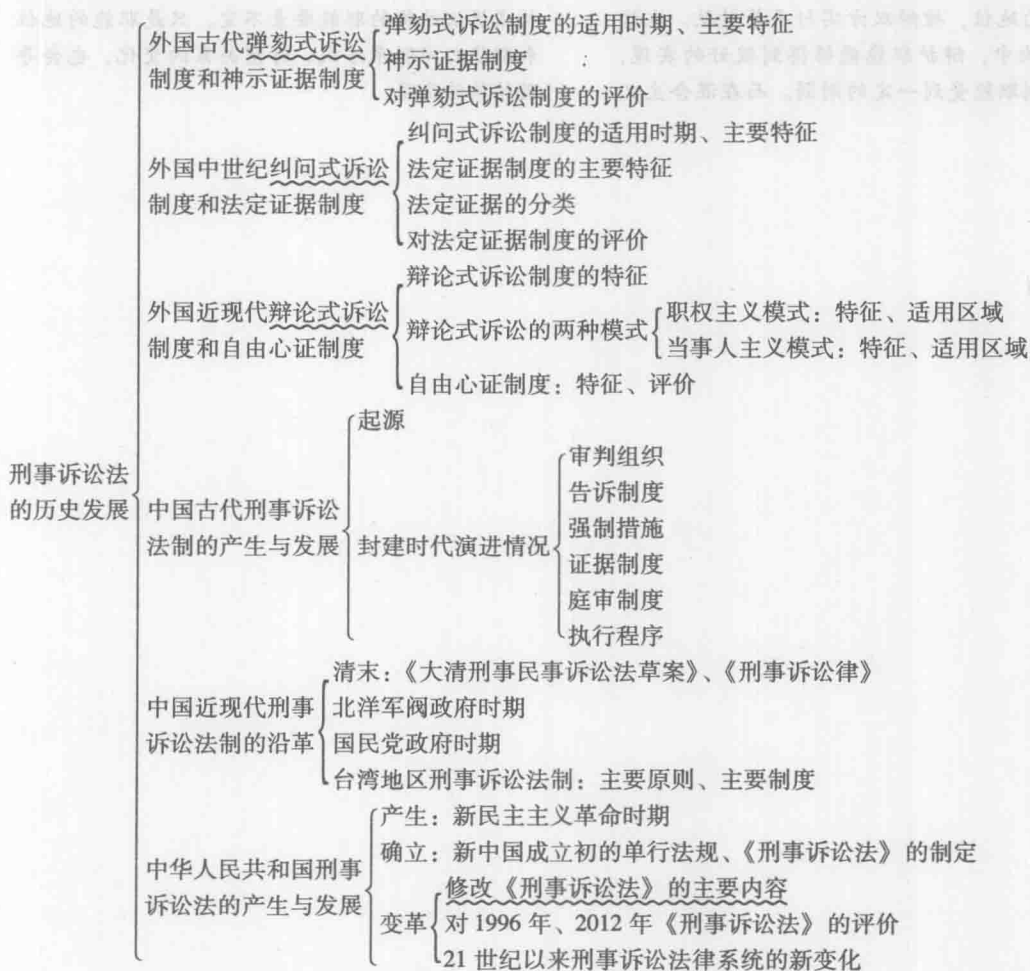 外国古代弹劾式诉讼
制度和神示证据制度
弹劾式诉讼制度的适用时期、主要特征
神示证据制度
对弹劾式诉讼制度的评价
外国中世纪纠问式诉讼
制度和法定证据制度
纠问式诉讼制度的适用时期、主要特征
法定证据制度的主要特征
法定证据的分类
对法定证据制度的评价
外国近现代辩论式诉讼
制度和自由心证制度
辩论式诉讼制度的特征
辩论式诉讼的两种模式
职权主义模式：特征、适用区域
当事人主义模式：特征、适用区域
自由心证制度：特征、评价
刑事诉讼法
的历史发展
中国古代刑事诉讼
法制的产生与发展
起源
封建时代演进情况
审判组织
告诉制度
强制措施
证据制度
庭审制度
执行程序
中国近现代刑事
诉讼法制的沿革
清末：《大清刑事民事诉讼法草案》、《刑事诉讼律》
北洋军阀政府时期
国民党政府时期
台湾地区刑事诉讼法制：主要原则、主要制度
中华人民共和国刑事
诉讼法的产生与发展
产生：新民主主义革命时期
确立：新中国成立初的单行法规、《刑事诉讼法》的制定
变革
修改《刑事诉讼法》的主要内容
对 1996 年、2012 年《刑事诉讼法》的评价
21 世纪以来刑事诉讼法律系统的新变化